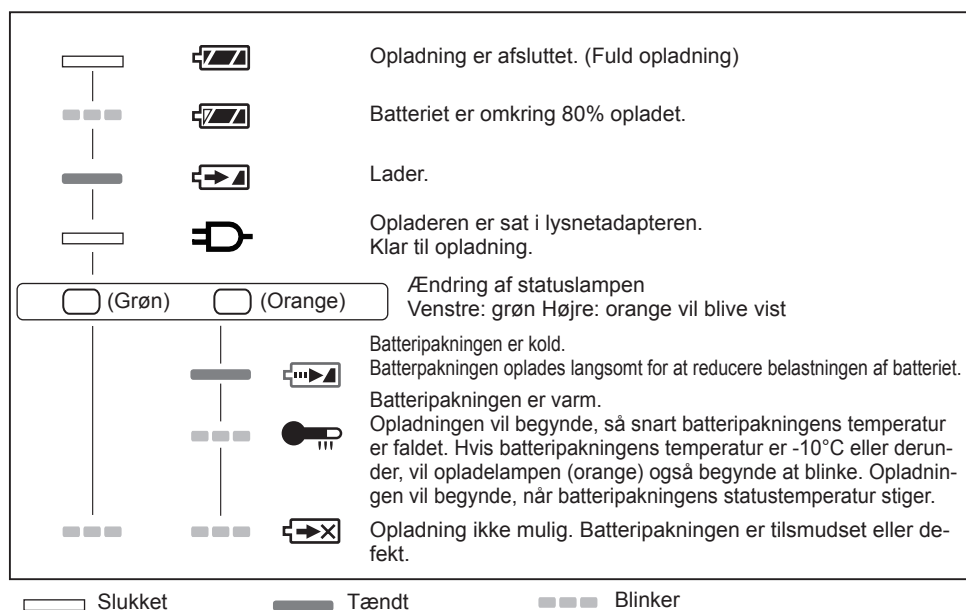 Opladning er afsluttet. (Fuld opladning)
Batteriet er omkring 80% opladet.
Lader.
Opladeren er sat i lysnetadapteren.
Klar til opladning.
(Grøn)
(Orange)
Ændring af statuslampen
Venstre: grøn Højre: orange vil blive vist
Batteripakningen er kold.
Batterpakningen oplades langsomt for at reducere belastningen af batteriet.
Batteripakningen er varm.
Opladningen vil begynde, så snart batteripakningens temperatur
er faldet. Hvis batteripakningens temperatur er -10°C eller derun-
der, vil opladelampen (orange) også begynde at blinke. Opladnin-
gen vil begynde, når batteripakningens statustemperatur stiger.
Opladning ikke mulig. Batteripakningen er tilsmudset eller de-
fekt.
Slukket
Tændt
Blinker